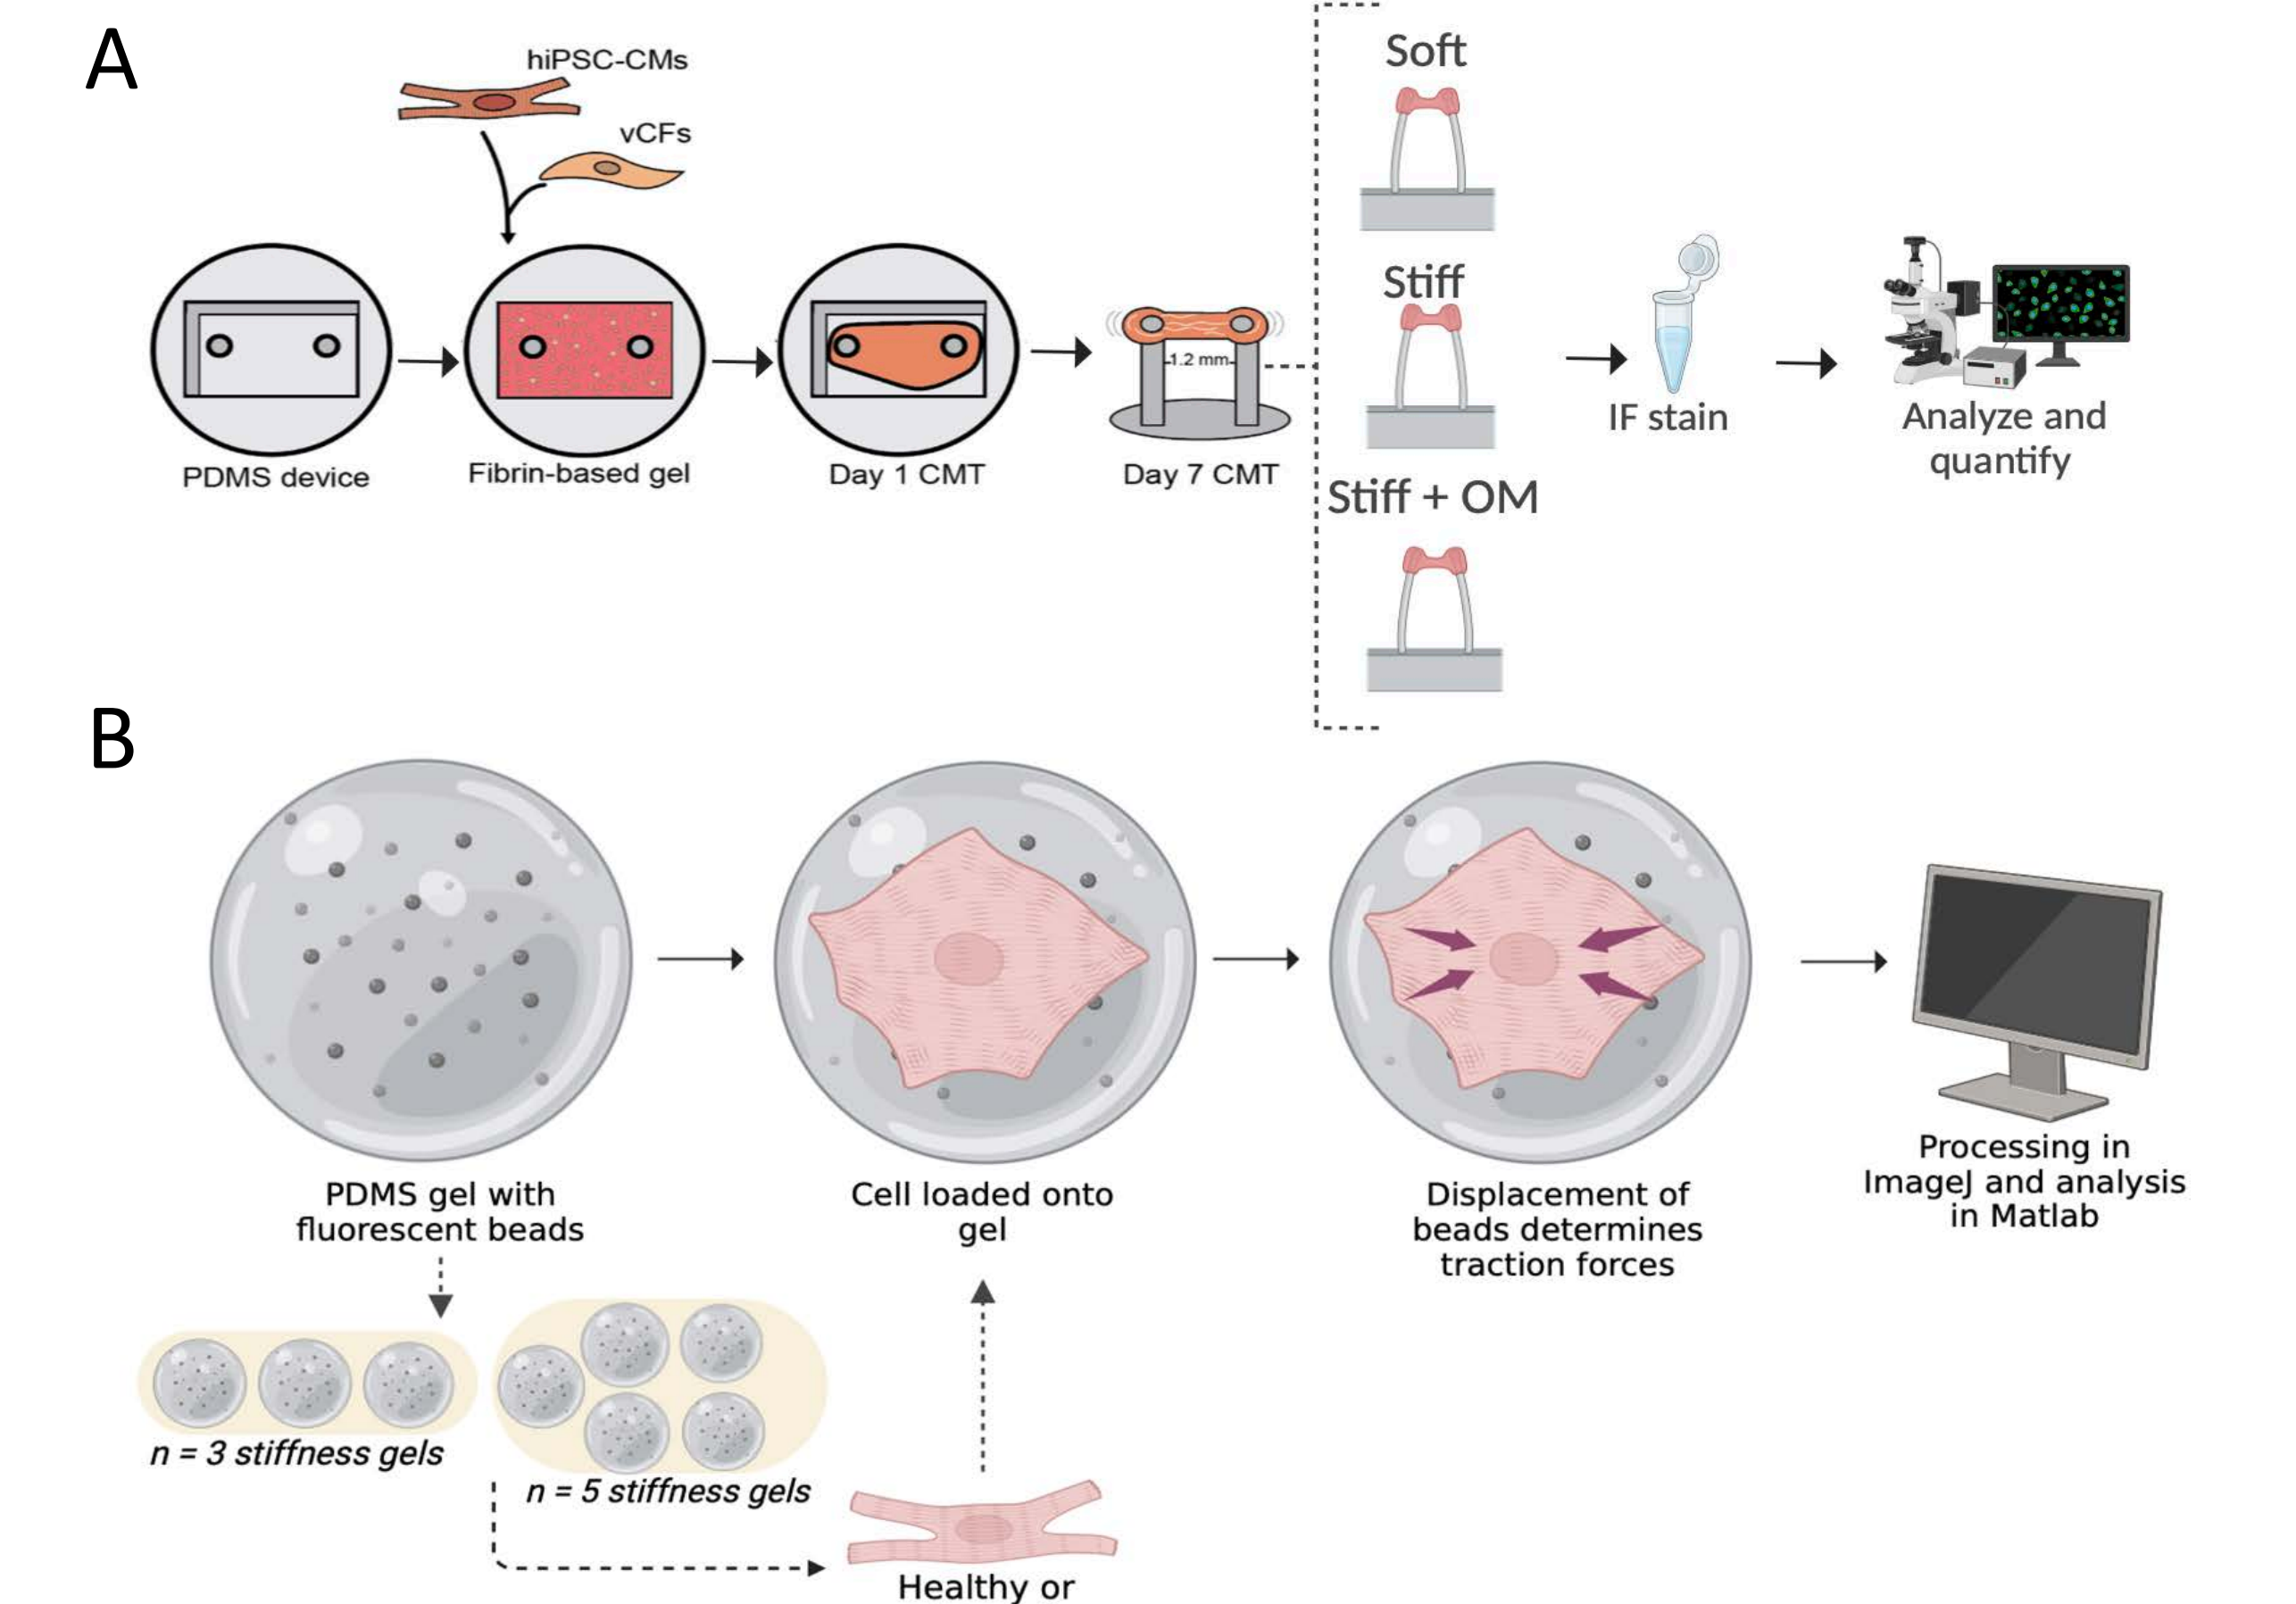 A
hiPSC-CMs
vCFs
PDMS device
Fibrin-based gel
Day 1 CMT
1.2 mm
Day 7 CMT
Soft
Stiff
Stiff + OM
IF stain
Analyze and
quantify
B
PDMS gel with
fluorescent beads
Cell loaded onto
gel
Displacement of
beads determines
traction forces
Processing in
ImageJ and analysis
in Matlab
n = 3 stiffness gels
n = 5 stiffness gels
Healthy or